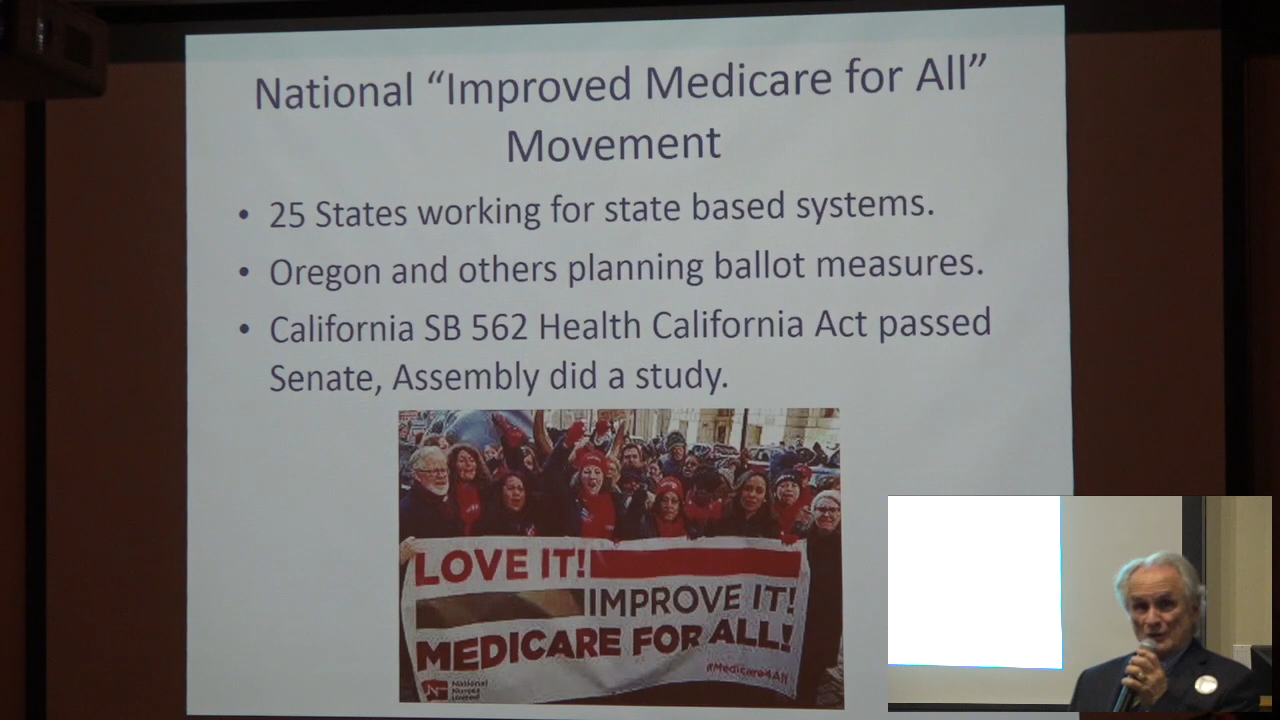 National “Improved Medicare for All”
Movement
• 25 States working for state based systems.
• Oregon and others planning ballot measures.
• California SB 562 Health California Act passed
Senate, Assembly did a study.
LOVE IT!
IMPROVE IT!
MEDICARE FOR ALL!
#Medicare4All
National
Nurses
United